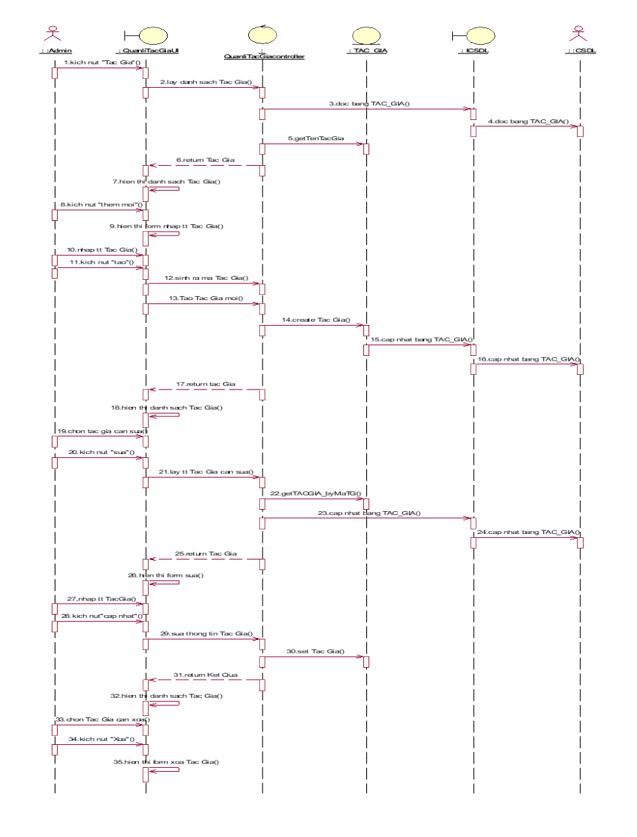 : :Admin
: :QuanliTacGiaUI
: :QuanliTacGiacontroller
: :TAC_GIA
: :ICSDL
: :CSDL
1.kich nut "Tac Gia"()
2.lay danh sach Tac Gia()
3.doc bang TAC_GIA()
4.doc bang TAC_GIA()
5.getTenTacGia
6.return Tac Gia
7.hien thi danh sach Tac Gia()
8.kich nut "them moi"()
9.hien thi form nhap tt Tac Gia()
10.nhap tt Tac Gia()
11.kich nut "tao"()
12.sinh ra ma Tac Gia()
13.Tao Tac Gia moi()
14.create Tac Gia()
15.cap nhat bang TAC_GIA()
16.cap nhat bang TAC_GIA()
17.return tac Gia
18.hien thi danh sach Tac Gia()
19.chon tac gia can sua()
20.kich nut "sua"()
21.lay tt Tac Gia can sua()
22.getTACGIA_byMaTG()
23.cap nhat bang TAC_GIA()
24.cap nhat bang TAC_GIA()
25.return Tac Gia
26.hien thi form sua()
27.nhap tt TacGia()
28.kich nut"cap nhat"()
29.sua thong tin Tac Gia()
30.set Tac Gia()
31.return Ket Qua
32.hien thi danh sach Tac Gia()
33.chon Tac Gia can xoa()
34.kich nut "Xoa"()
35.hien thi form xoa Tac Gia()